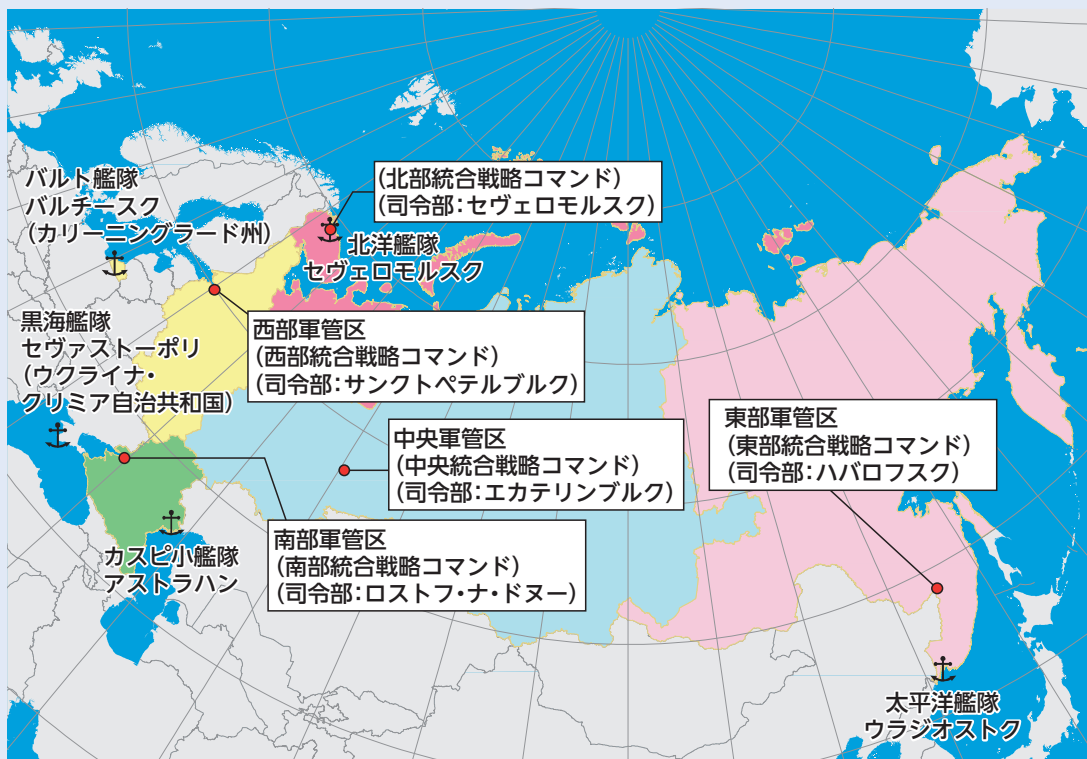 バルト艦隊
バルチースク
(カリーニングラード州)
(北部統合戦略コマンド)
(司令部:セヴェロモルスク)
北洋艦隊
セヴェロモルスク
黒海艦隊
セヴァストーポリ
(ウクライナ・
クリミア自治共和国)
西部軍管区
(西部統合戦略コマンド)
(司令部:サンクトペテルブルク)
中央軍管区
(中央統合戦略コマンド)
(司令部:エカテリンブルク)
東部軍管区
(東部統合戦略コマンド)
(司令部:ハバロフスク)
南部軍管区
(南部統合戦略コマンド)
(司令部:ロストフ・ナ・ドヌー)
カスピ小艦隊
アストラハン
太平洋艦隊
ウラジオストク